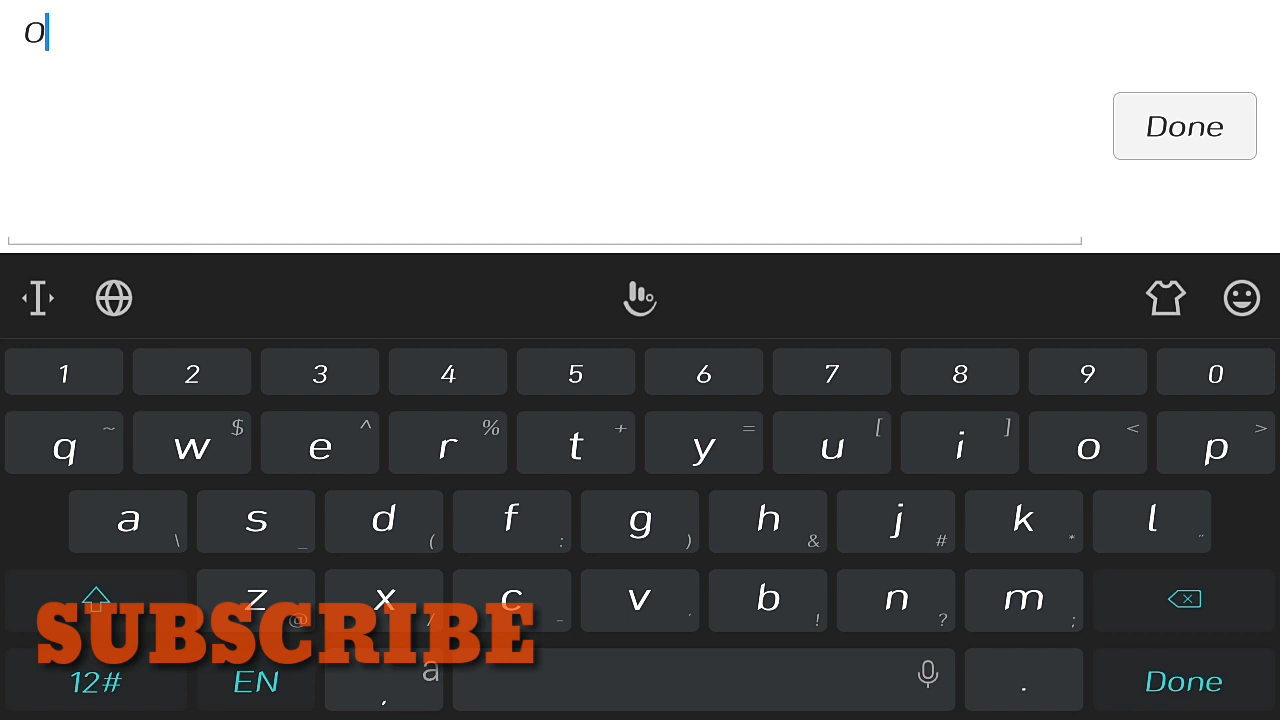 O
Done
1 2 3 4 5 6 7 8 9 0
q ~ w $ e ^ r % t + y = u [ i ] o < p >
a \ s _ d ( f : g ) h & j # k * l "
z @ x / c - v ' b ! n ? m ;
SUBSCRIBE
12# EN , a . Done